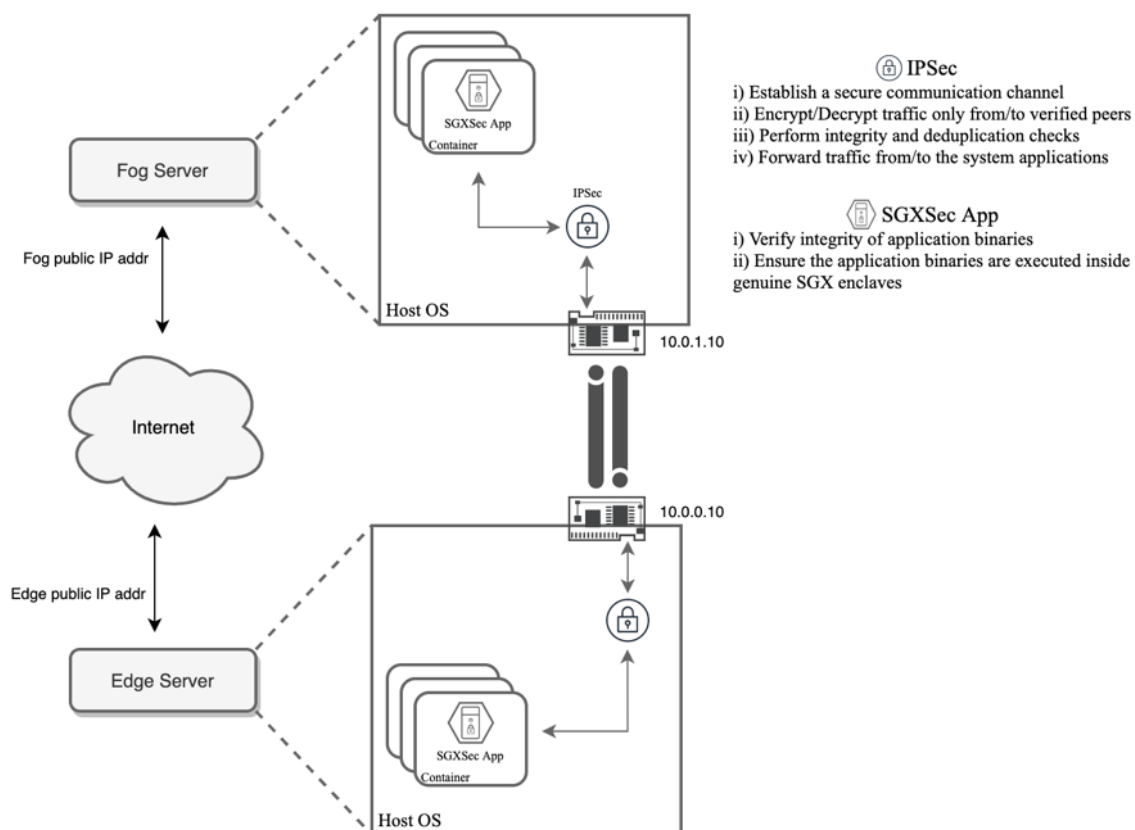 SGXSec App
Container
IPSec
Host OS
10.0.1.10
IPSec
i) Establish a secure communication channel
ii) Encrypt/Decrypt traffic only from/to verified peers
iii) Perform integrity and deduplication checks
iv) Forward traffic from/to the system applications
SGXSec App
i) Verify integrity of application binaries
ii) Ensure the application binaries are executed inside
genuine SGX enclaves
Fog Server
Fog public IP addr
Internet
Edge public IP addr
Edge Server
10.0.0.10
SGXSec App
Container
Host OS